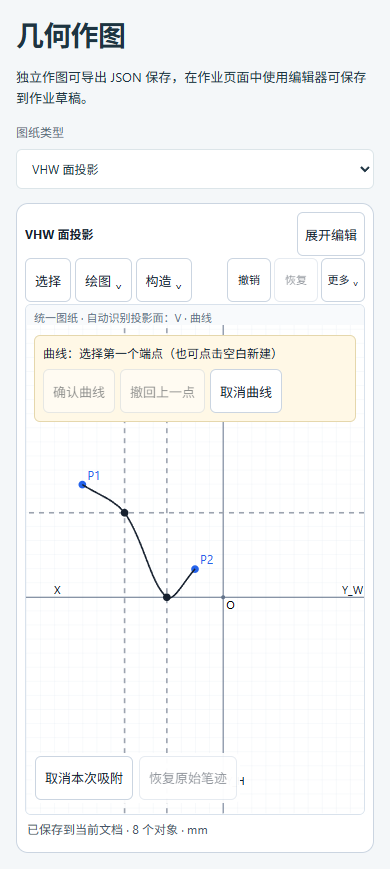 几何作图
独立作图可导出 JSON 保存，在作业页面中使用编辑器可保存
到作业草稿。
图纸类型
VHW 面投影
VHW 面投影
展开编辑
选择
绘图
构造
撤销
恢复
更多
统一图纸 · 自动识别投影面：V · 曲线
曲线：选择第一个端点（也可点击空白新建）
确认曲线
撤回上一点
取消曲线
P1
P2
X
Y_W
O
取消本次吸附
恢复原始笔迹
已保存到当前文档 · 8 个对象 · mm